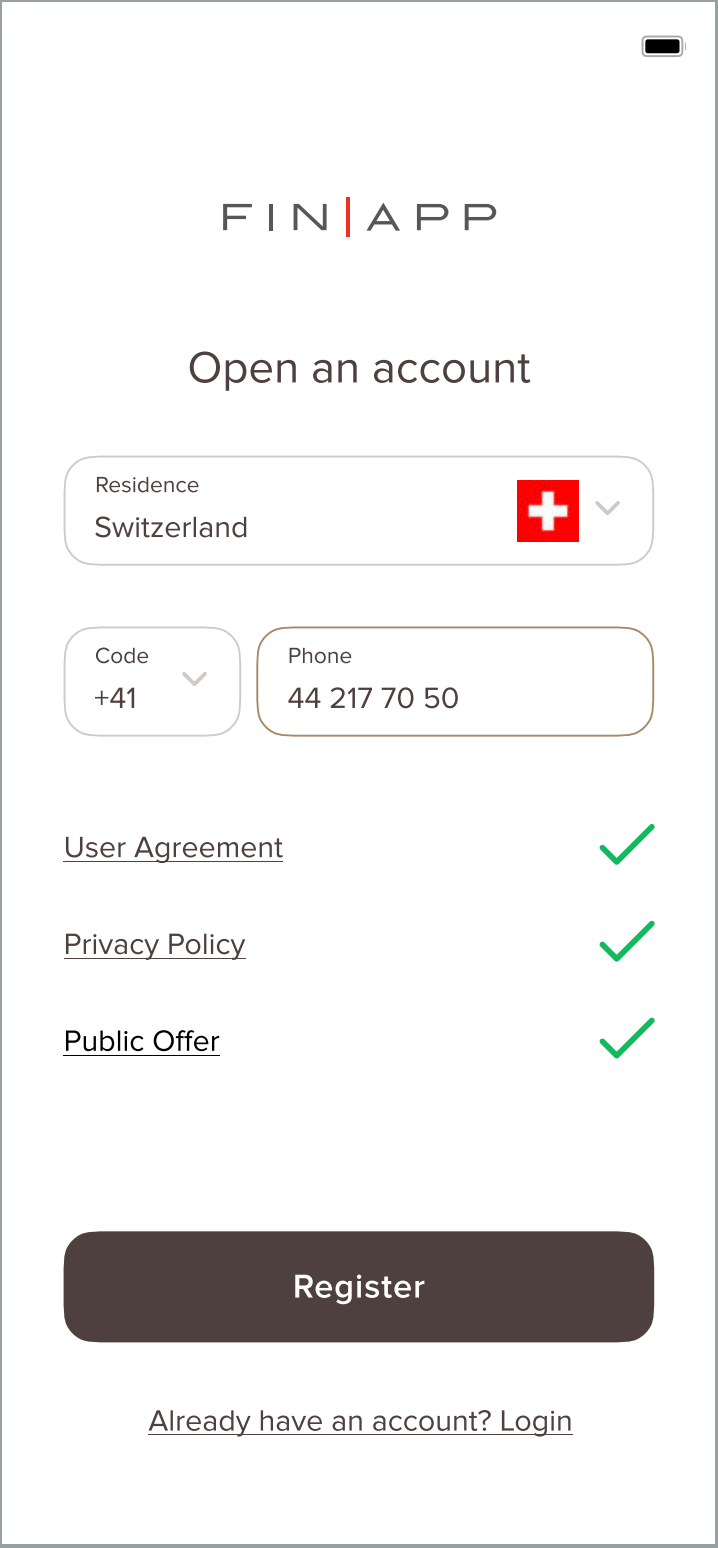 FIN|APP
Open an account
Residence
Switzerland
Code
+41
Phone
44 217 70 50
User Agreement
Privacy Policy
Public Offer
Register
Already have an account? Login